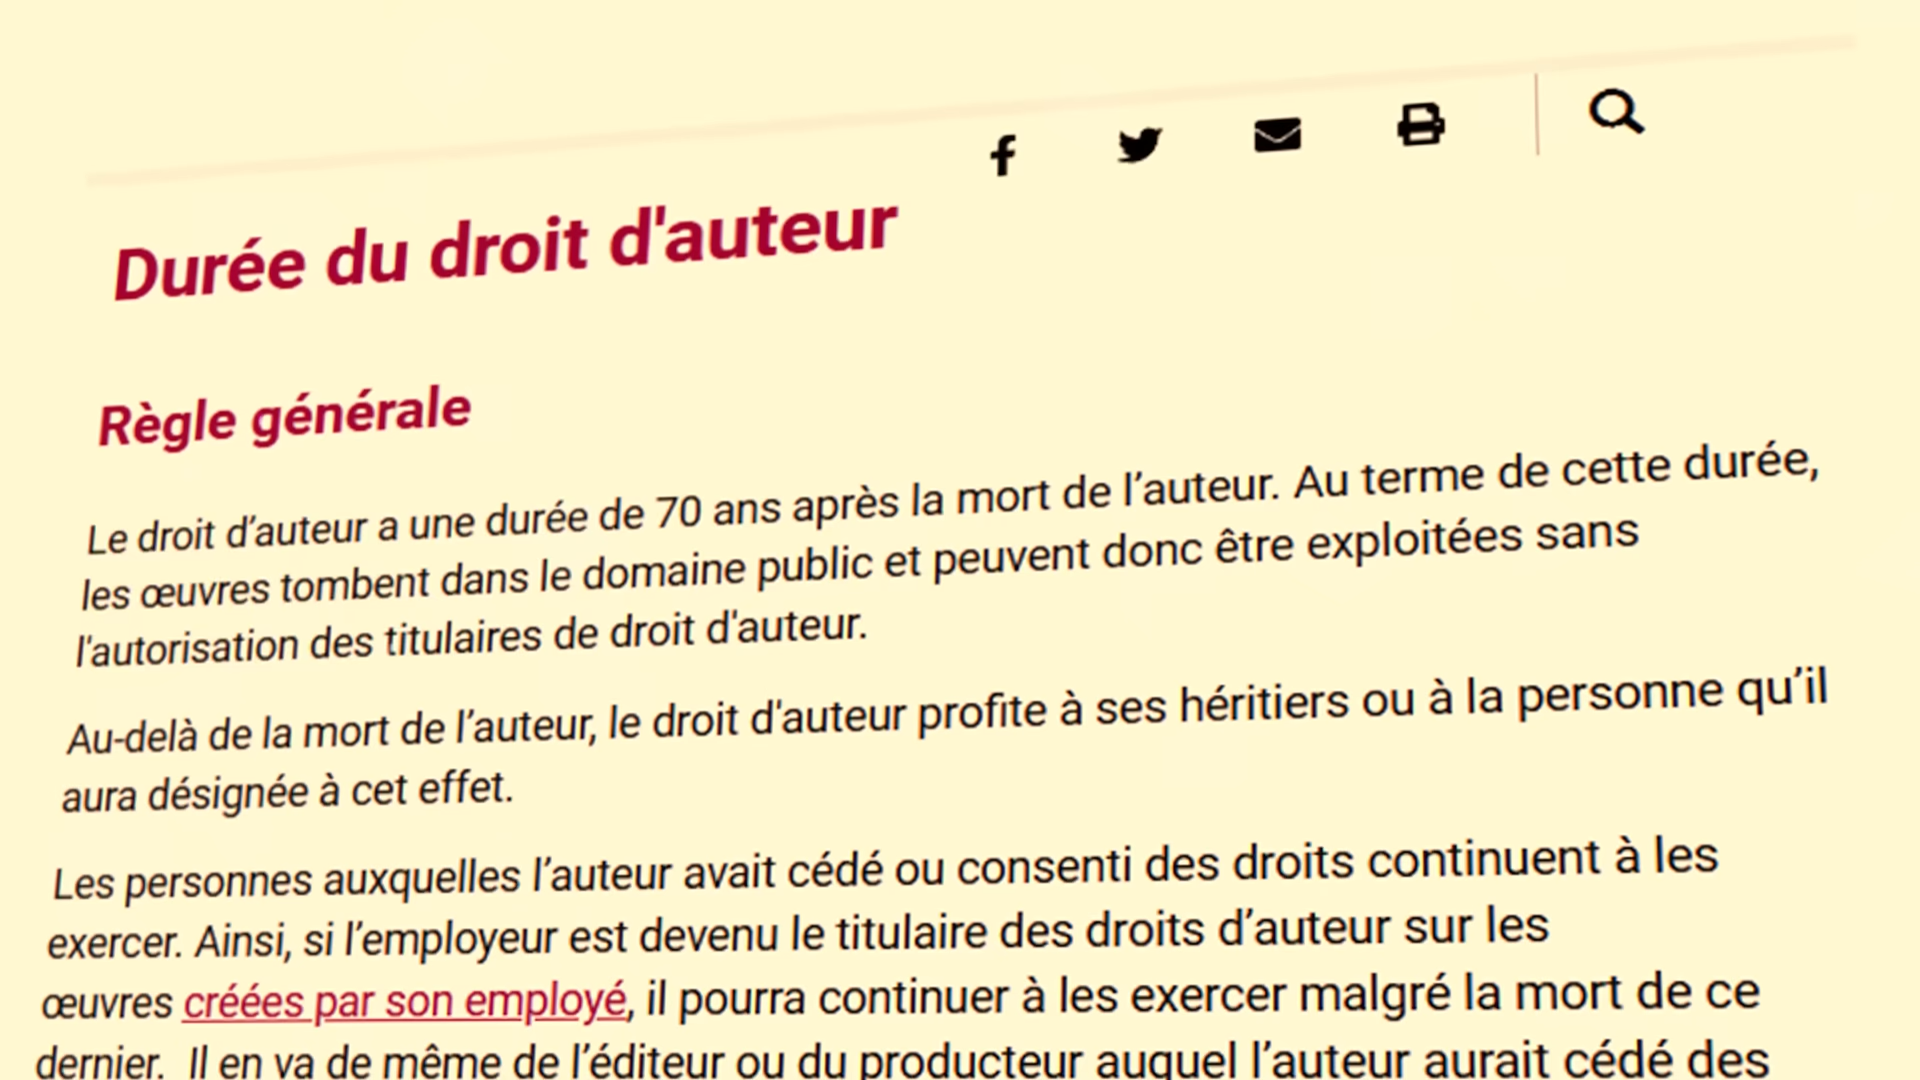 Durée du droit d'auteur
Règle générale
Le droit d’auteur a une durée de 70 ans après la mort de l’auteur. Au terme de cette durée,
les œuvres tombent dans le domaine public et peuvent donc être exploitées sans
l'autorisation des titulaires de droit d'auteur.
Au-delà de la mort de l’auteur, le droit d'auteur profite à ses héritiers ou à la personne qu’il
aura désignée à cet effet.
Les personnes auxquelles l’auteur avait cédé ou consenti des droits continuent à les
exercer. Ainsi, si l’employeur est devenu le titulaire des droits d’auteur sur les
œuvres créées par son employé, il pourra continuer à les exercer malgré la mort de ce
dernier. Il en va de même de l’éditeur ou du producteur auquel l’auteur aurait cédé des